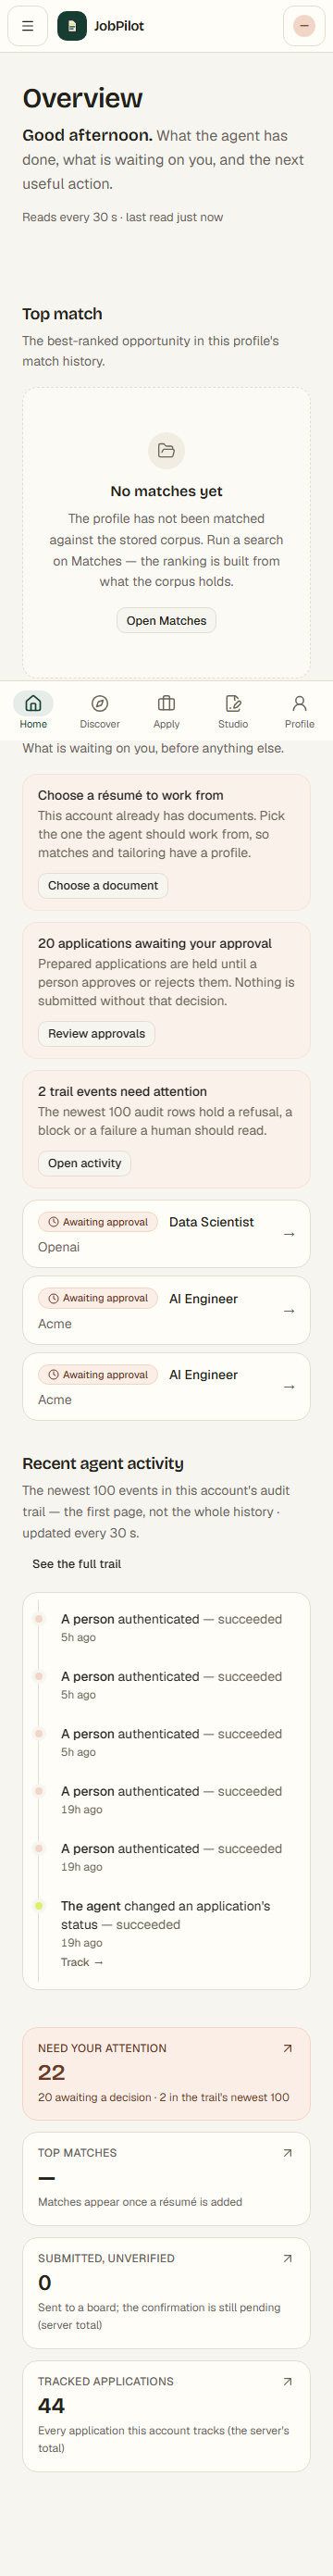 JobPilot
Overview
Good afternoon. What the agent has
done, what is waiting on you, and the next
useful action.
Reads every 30 s · last read just now
Top match
The best-ranked opportunity in this profile's
match history.
No matches yet
The profile has not been matched
against the stored corpus. Run a search
on Matches — the ranking is built from
what the corpus holds.
Open Matches
Home
Discover
Apply
Studio
Profile
What is waiting on you, before anything else.
Choose a résumé to work from
This account already has documents. Pick
the one the agent should work from, so
matches and tailoring have a profile.
Choose a document
20 applications awaiting your approval
Prepared applications are held until a
person approves or rejects them. Nothing is
submitted without that decision.
Review approvals
2 trail events need attention
The newest 100 audit rows hold a refusal, a
block or a failure a human should read.
Open activity
Awaiting approval Data Scientist →
Openai
Awaiting approval AI Engineer →
Acme
Awaiting approval AI Engineer →
Acme
Recent agent activity
The newest 100 events in this account's audit
trail — the first page, not the whole history ·
updated every 30 s.
See the full trail
A person authenticated — succeeded
5h ago
A person authenticated — succeeded
5h ago
A person authenticated — succeeded
5h ago
A person authenticated — succeeded
19h ago
A person authenticated — succeeded
19h ago
The agent changed an application's
status — succeeded
19h ago
Track →
NEED YOUR ATTENTION
22
20 awaiting a decision · 2 in the trail's newest 100
TOP MATCHES
—
Matches appear once a résumé is added
SUBMITTED, UNVERIFIED
0
Sent to a board; the confirmation is still pending
(server total)
TRACKED APPLICATIONS
44
Every application this account tracks (the server's
total)